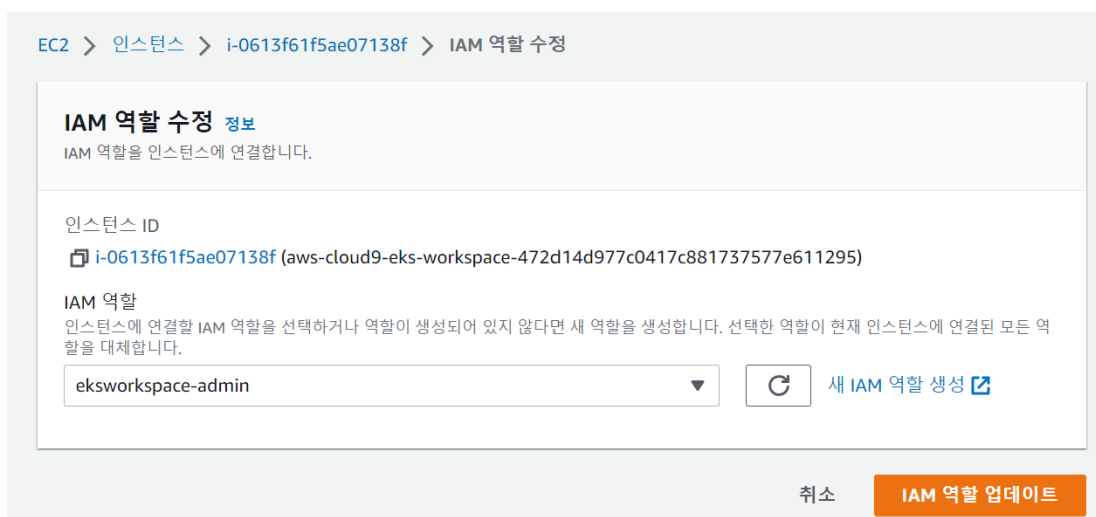 EC2 > 인스턴스 > i-0613f61f5ae07138f > IAM 역할 수정
IAM 역할 수정 정보
IAM 역할을 인스턴스에 연결합니다.
인스턴스 ID
i-0613f61f5ae07138f (aws-cloud9-eks-workspace-472d14d977c0417c881737577e611295)
IAM 역할
인스턴스에 연결할 IAM 역할을 선택하거나 역할이 생성되어 있지 않다면 새 역할을 생성합니다. 선택한 역할이 현재 인스턴스에 연결된 모든 역
할을 대체합니다.
eksworkspace-admin
새 IAM 역할 생성
취소
IAM 역할 업데이트